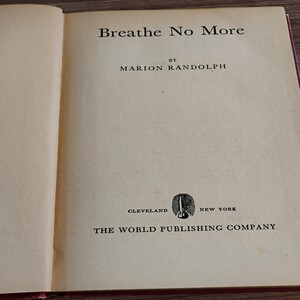 Breathe No More
BY
MARION RANDOLPH
CLEVELAND NEW YORK
THE WORLD PUBLISHING COMPANY